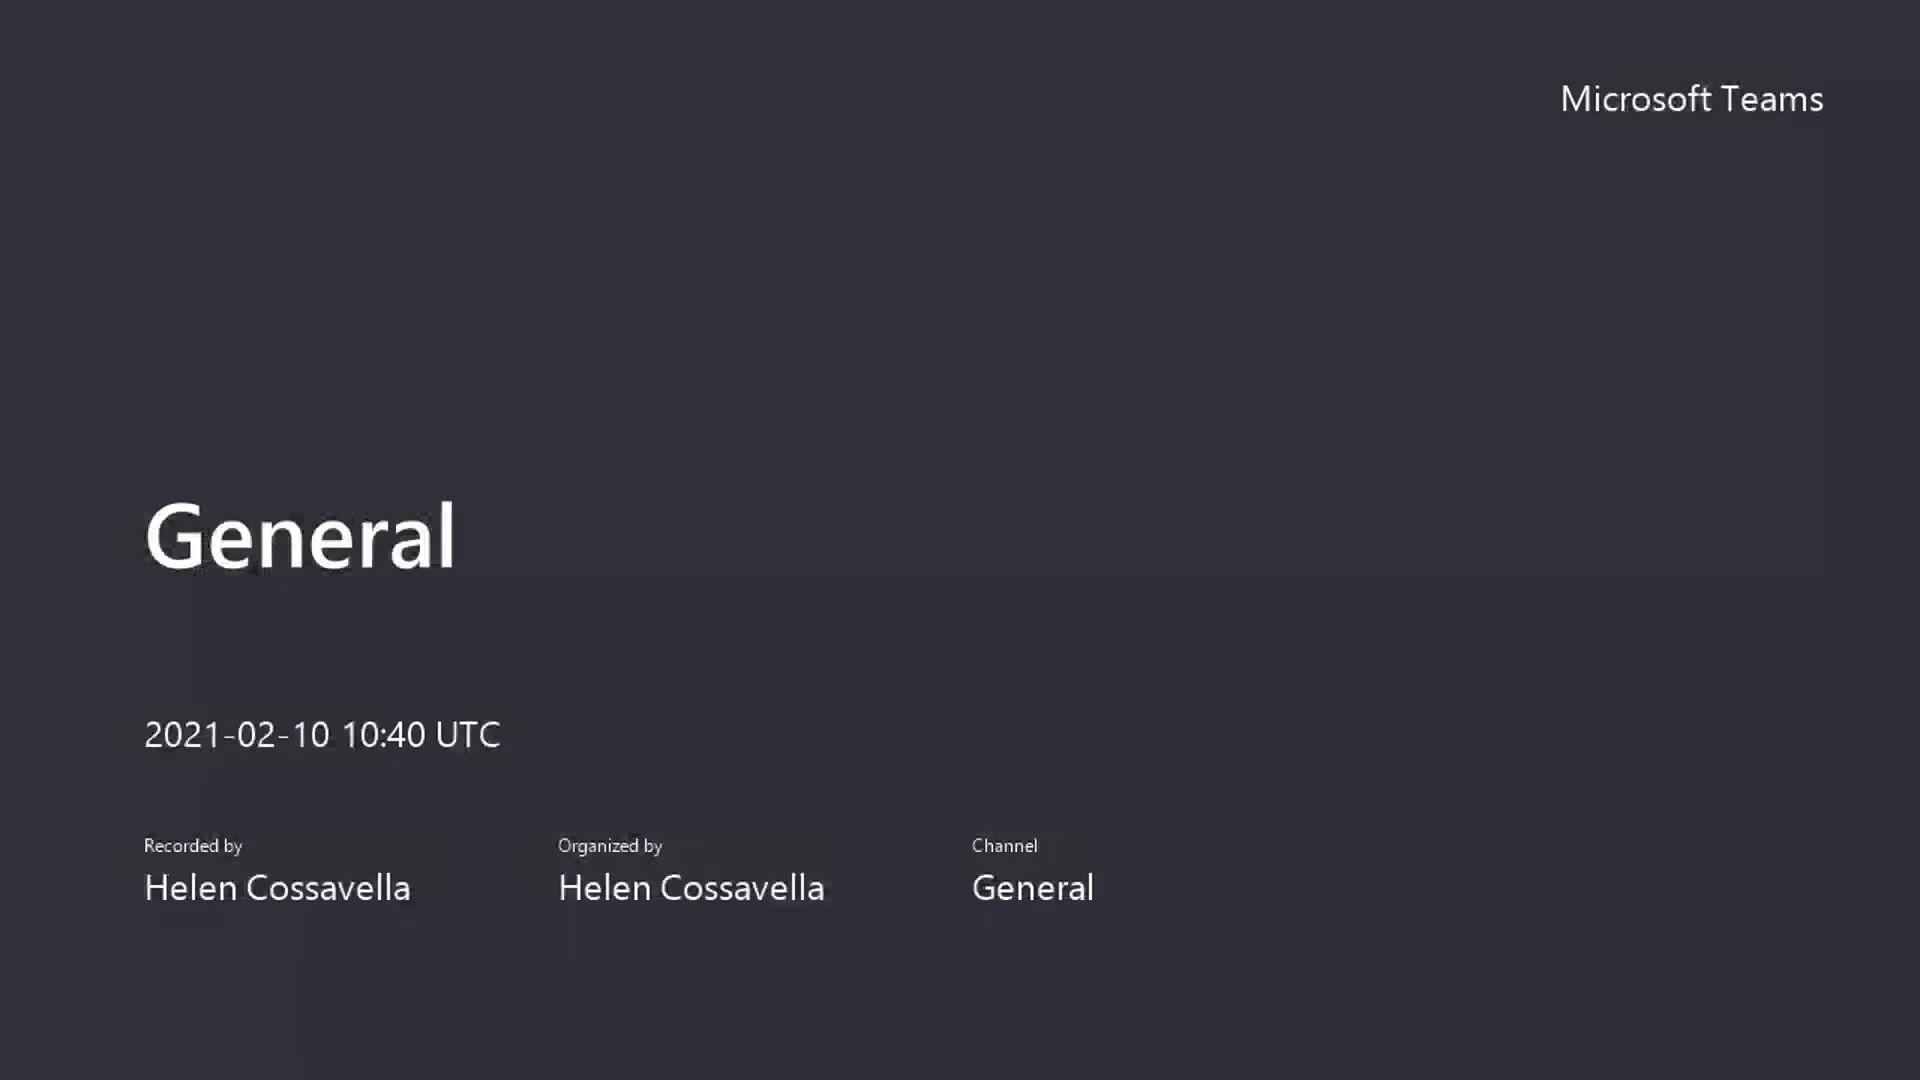 Microsoft Teams
General
2021-02-10 10:40 UTC
Recorded by
Helen Cossavella
Organized by
Helen Cossavella
Channel
General